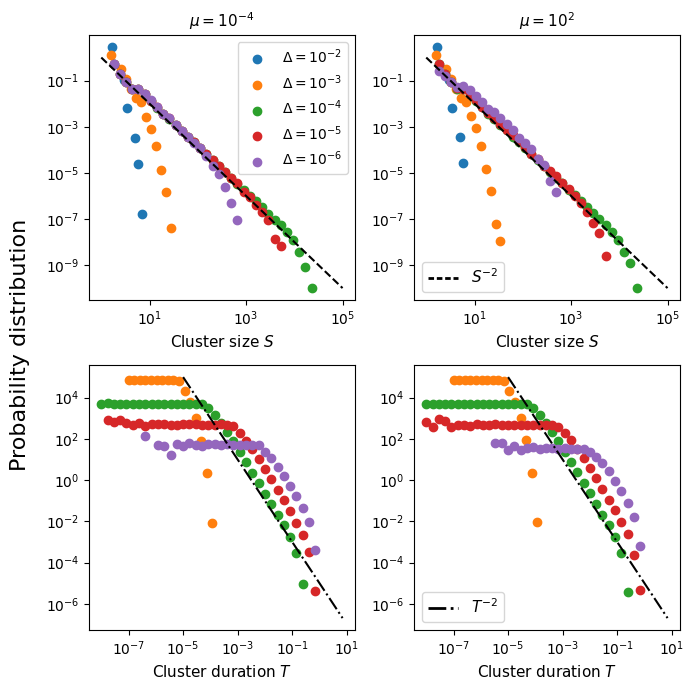 μ = 10⁻⁴
μ = 10²
Δ = 10⁻²
Δ = 10⁻³
Δ = 10⁻⁴
Δ = 10⁻⁵
Δ = 10⁻⁶
10⁻¹
10⁻³
10⁻⁵
10⁻⁷
10⁻⁹
10¹ 10³ 10⁵
Cluster size S
10⁻¹
10⁻³
10⁻⁵
10⁻⁷
10⁻⁹
S⁻²
10¹ 10³ 10⁵
Cluster size S
Probability distribution
10⁴
10²
10⁰
10⁻²
10⁻⁴
10⁻⁶
10⁻⁷ 10⁻⁵ 10⁻³ 10⁻¹ 10¹
Cluster duration T
10⁴
10²
10⁰
10⁻²
10⁻⁴
10⁻⁶
T⁻²
10⁻⁷ 10⁻⁵ 10⁻³ 10⁻¹ 10¹
Cluster duration T